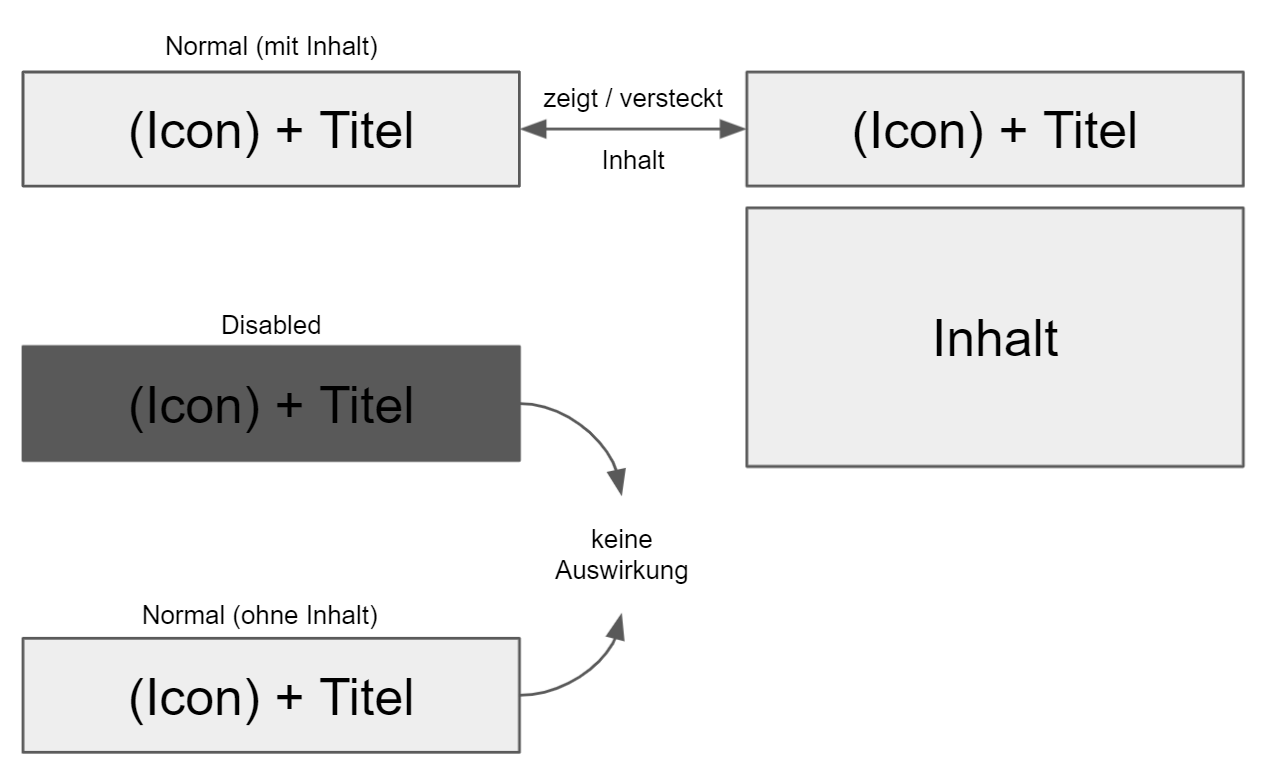 Normal (mit Inhalt)
(Icon) + Titel
zeigt / versteckt
Inhalt
(Icon) + Titel
Inhalt
Disabled
(Icon) + Titel
keine
Auswirkung
Normal (ohne Inhalt)
(Icon) + Titel